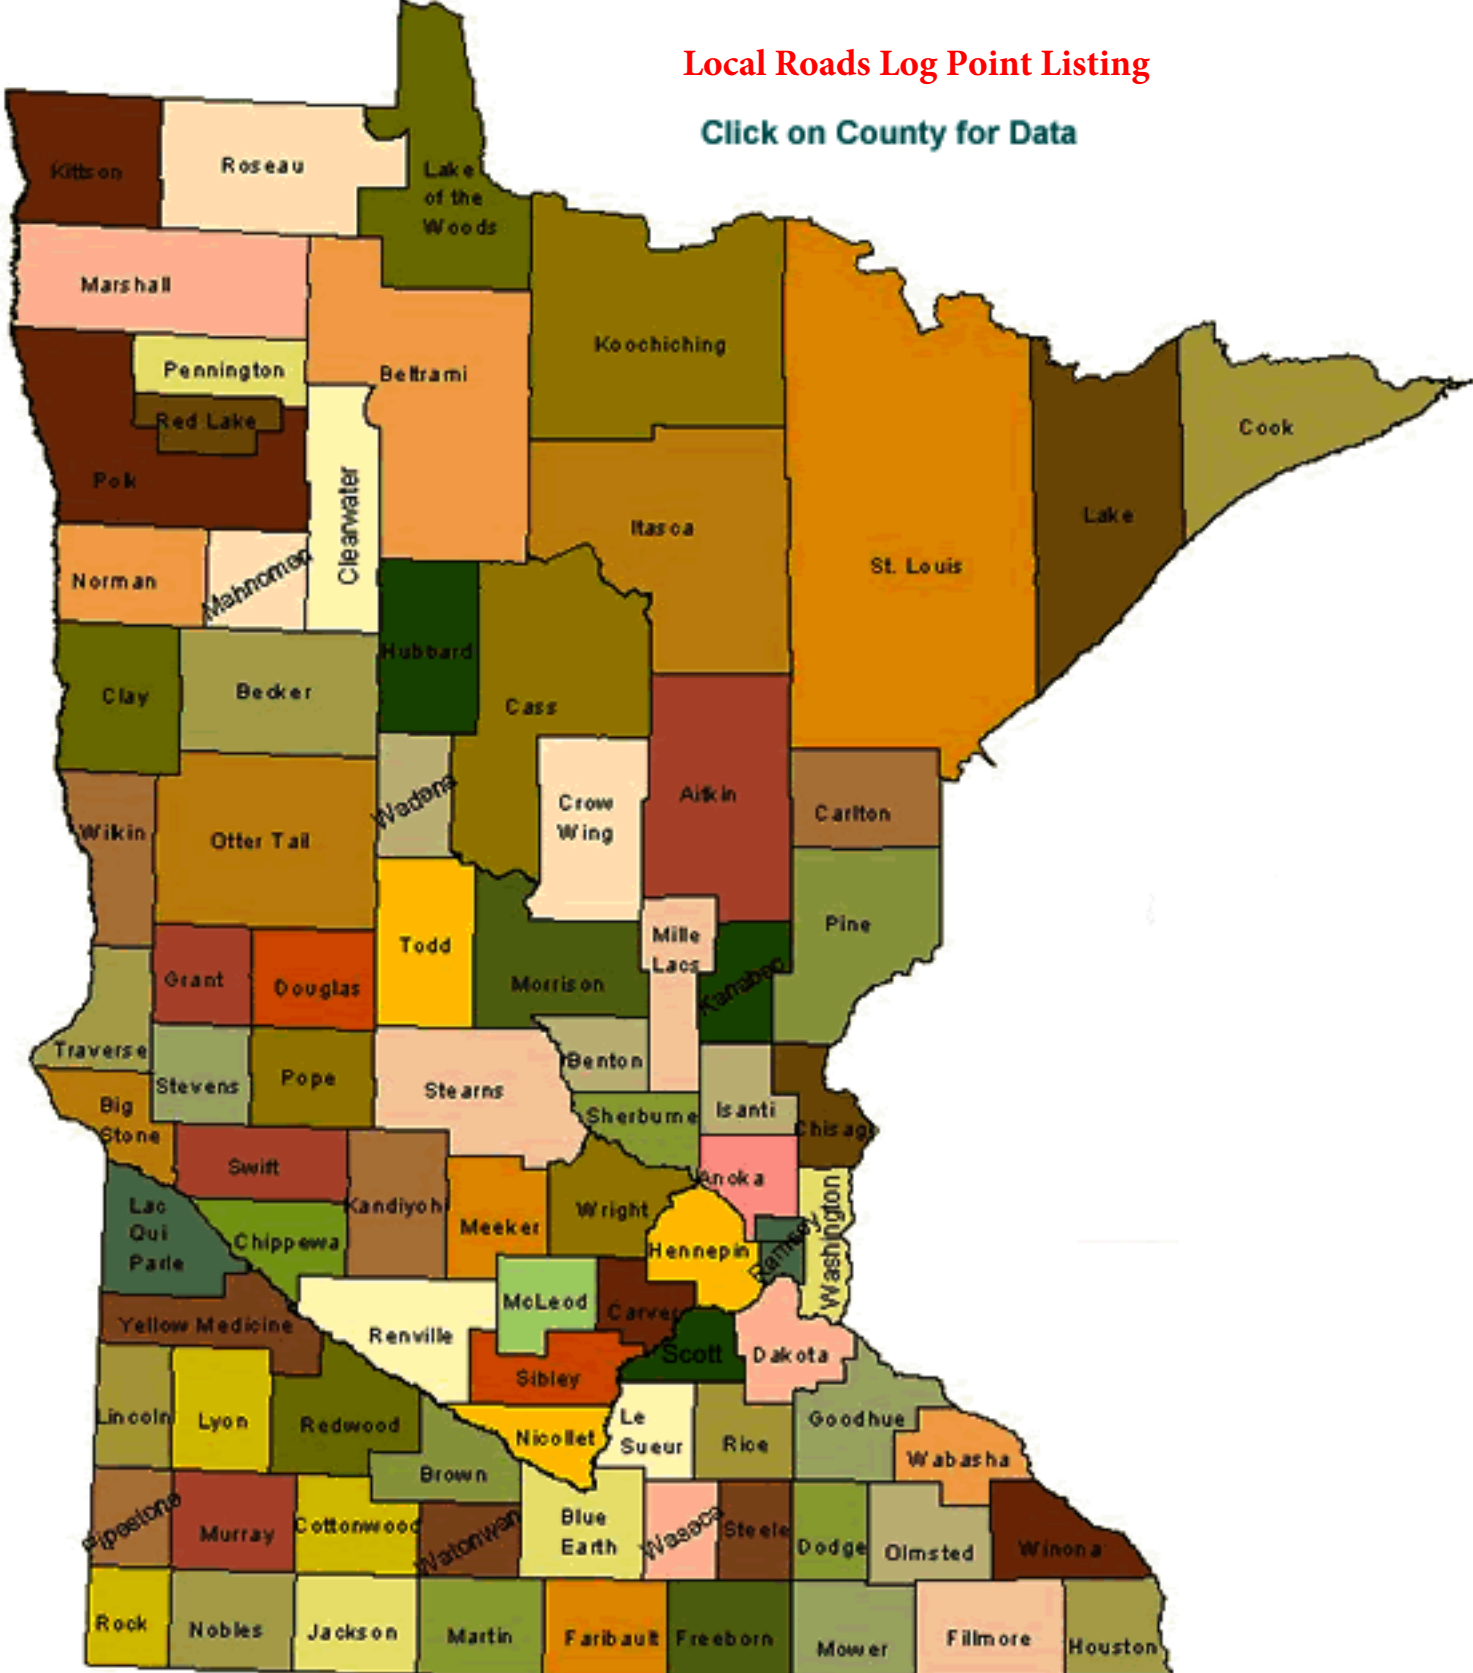 Local Roads Log Point Listing
Click on County for Data
Kittson
Roseau
Lake
of the
Woods
Marshall
Koochiching
Pennington
Beltrami
Red Lake
Cook
Polk
Clearwater
Lake
Itasca
St. Louis
Norman
Mahnomen
Hubbard
Clay
Becker
Cass
Wadena
Crow
Wing
Aitkin
Carlton
Wilkin
Otter Tail
Pine
Mille
Lacs
Todd
Grant
Douglas
Morrison
Kanabec
Traverse
Stevens
Pope
Stearns
Benton
Big
Stone
Sherburne
Isanti
Chisago
Swift
Anoka
Lac
Qui
Parle
Kandiyohi
Wright
Meeker
Chippewa
Hennepin
Ramsey
Washington
McLeod
Carver
Yellow Medicine
Renville
Scott
Dakota
Sibley
Lincoln
Lyon
Redwood
Nicollet
Le
Sueur
Rice
Goodhue
Wabasha
Brown
Pipestone
Murray
Cottonwood
Watonwan
Blue
Earth
Waseca
Steele
Dodge
Olmsted
Winona
Rock
Nobles
Jackson
Martin
Faribault
Freeborn
Mower
Fillmore
Houston